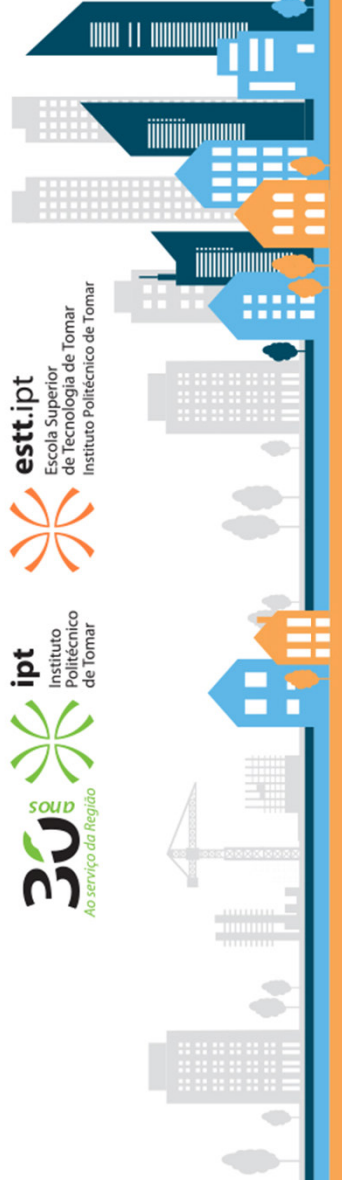 30
anos
Ao serviço da Região
ipt
Instituto
Politécnico
de Tomar
estt.ipt
Escola Superior
de Tecnologia de Tomar
Instituto Politécnico de Tomar